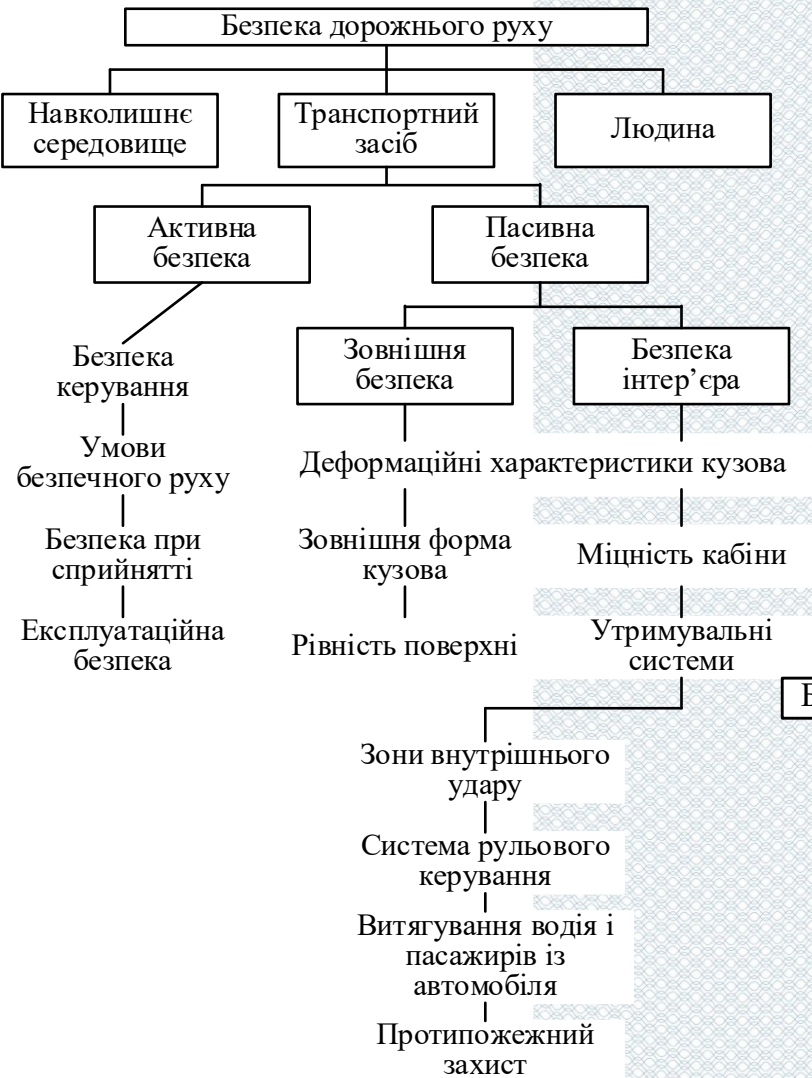 Безпека дорожнього руху
Навколишнє
середовище
Транспортний
засіб
Людина
Активна
безпека
Пасивна
безпека
Безпека
керування
Зовнішня
безпека
Безпека
інтер’єра
Умови
безпечного руху
Деформаційні характеристики кузова
Безпека при
сприйнятті
Зовнішня форма
кузова
Міцність кабіни
Експлуатаційна
безпека
Рівність поверхні
Утримувальні
системи
Зони внутрішнього
удару
Система рульового
керування
Витягування водія і
пасажирів із
автомобіля
Протипожежний
захист